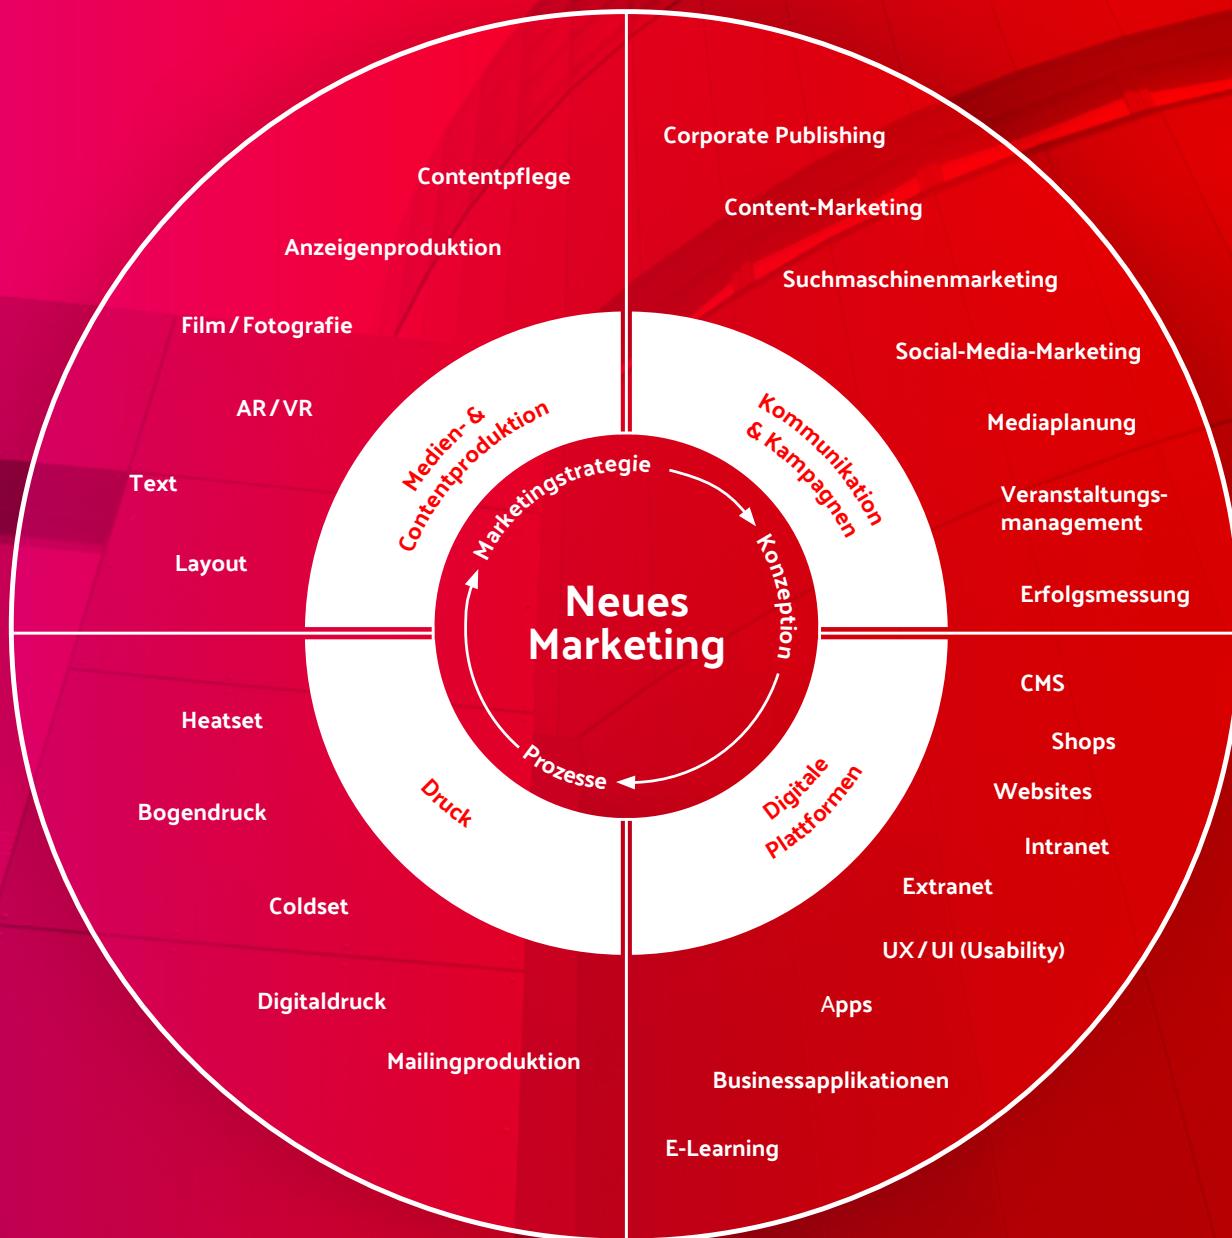 Contentpflege
Anzeigenproduktion
Film / Fotografie
AR / VR
Text
Layout
Corporate Publishing
Content-Marketing
Suchmaschinenmarketing
Social-Media-Marketing
Mediaplanung
Veranstaltungs-
management
Erfolgsmessung
Medien- &
Contentproduktion
Kommunikation
& Kampagnen
Marketingstrategie
Konzeption
Prozesse
Neues
Marketing
Druck
Digitale
Plattformen
Heatset
Bogendruck
Coldset
Digitaldruck
Mailingproduktion
CMS
Shops
Websites
Intranet
Extranet
UX / UI (Usability)
Apps
Businessapplikationen
E-Learning